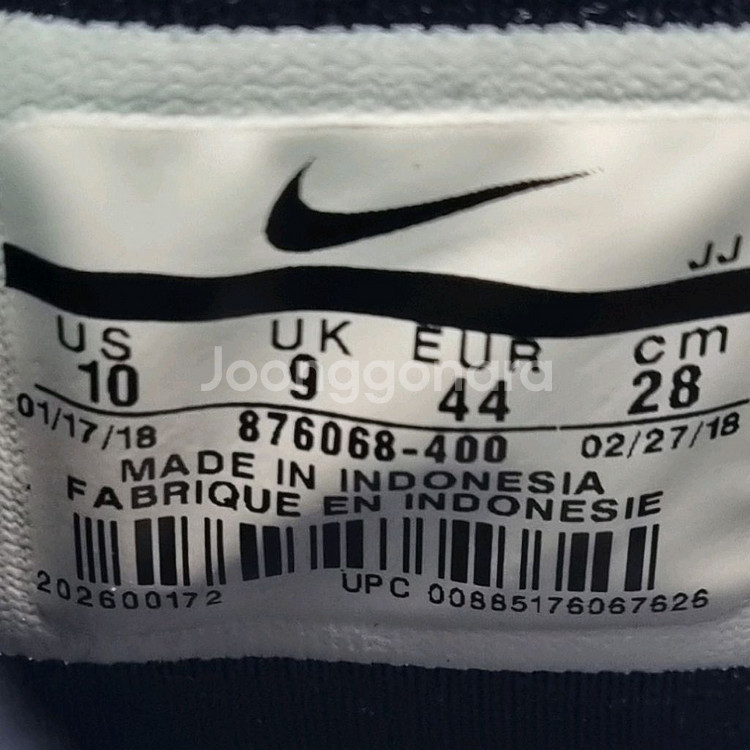 JJ
US UK EUR cm
10 9 44 28
Joonggonara
01/17/18 876068-400 02/27/18
MADE IN INDONESIA
FABRIQUE EN INDONESIE
202600172 UPC 00885176067626